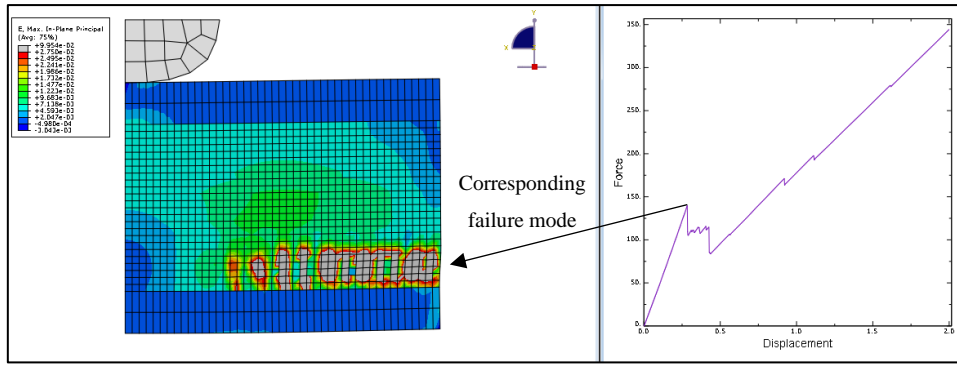 E, Max. In-Plane Principal
(Avg: 75%)
+9.954e-02
+2.750e-02
+2.495e-02
+2.241e-02
+1.986e-02
+1.732e-02
+1.477e-02
+1.223e-02
+9.683e-03
+7.138e-03
+4.593e-03
+2.047e-03
-4.980e-04
-3.043e-03
Y
X
Corresponding
failure mode
350.
300.
250.
200.
150.
100.
50.
0.
Force
0.0
0.5
1.0
1.5
2.0
Displacement